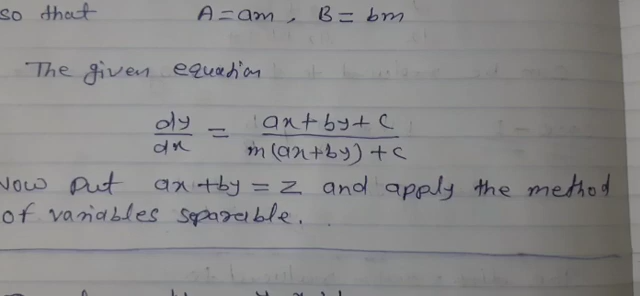 so that A = am, B = bm
The given equation
dy/dx = ax+by+c / m(ax+by)+c
Now put ax+by = z and apply the method
of variables separable.